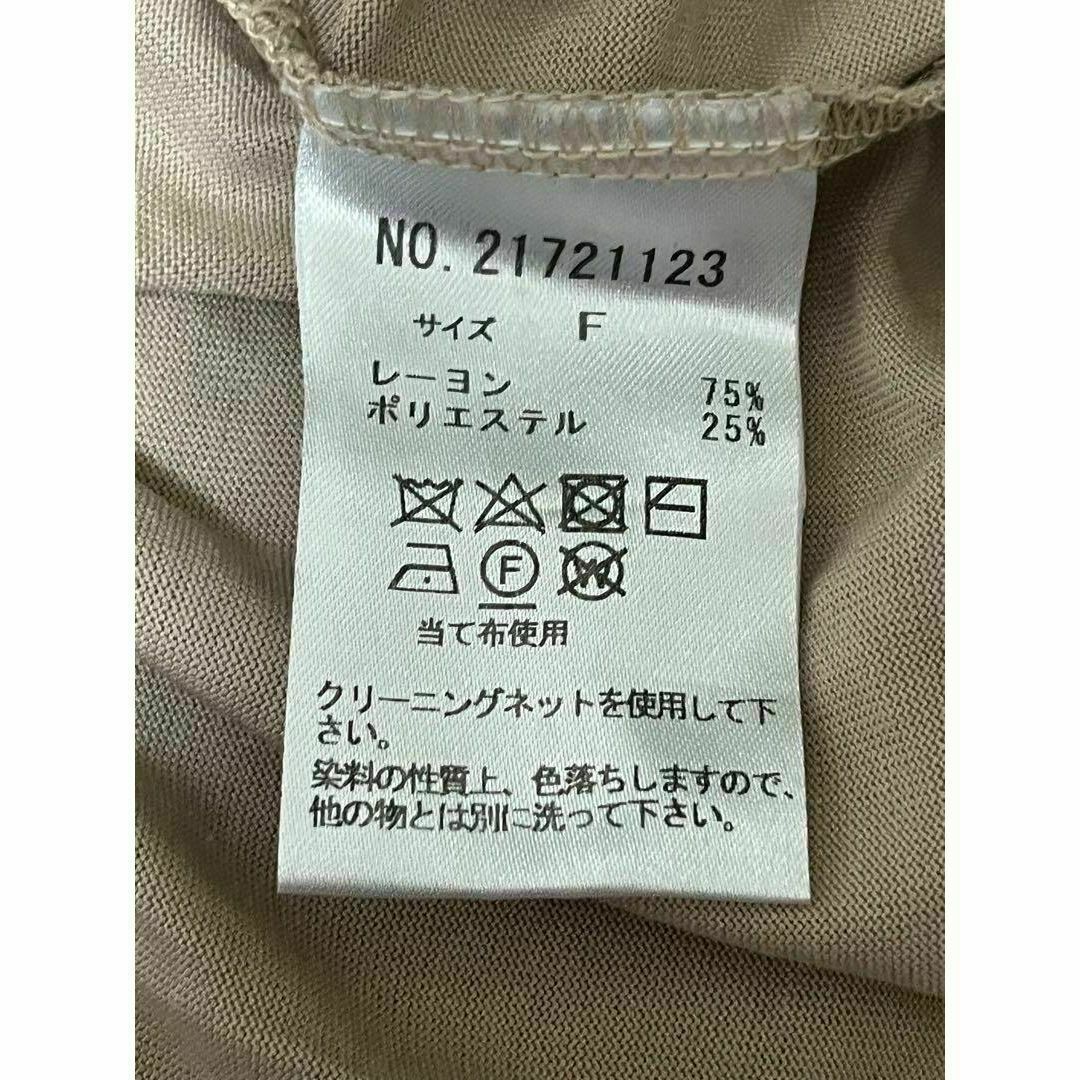 NO. 21721123
サイズ F
レーヨン 75%
ポリエステル 25%
F W
当て布使用
クリーニングネットを使用して下
さい。
染料の性質上、色落ちしますので、
他の物とは別に洗って下さい。